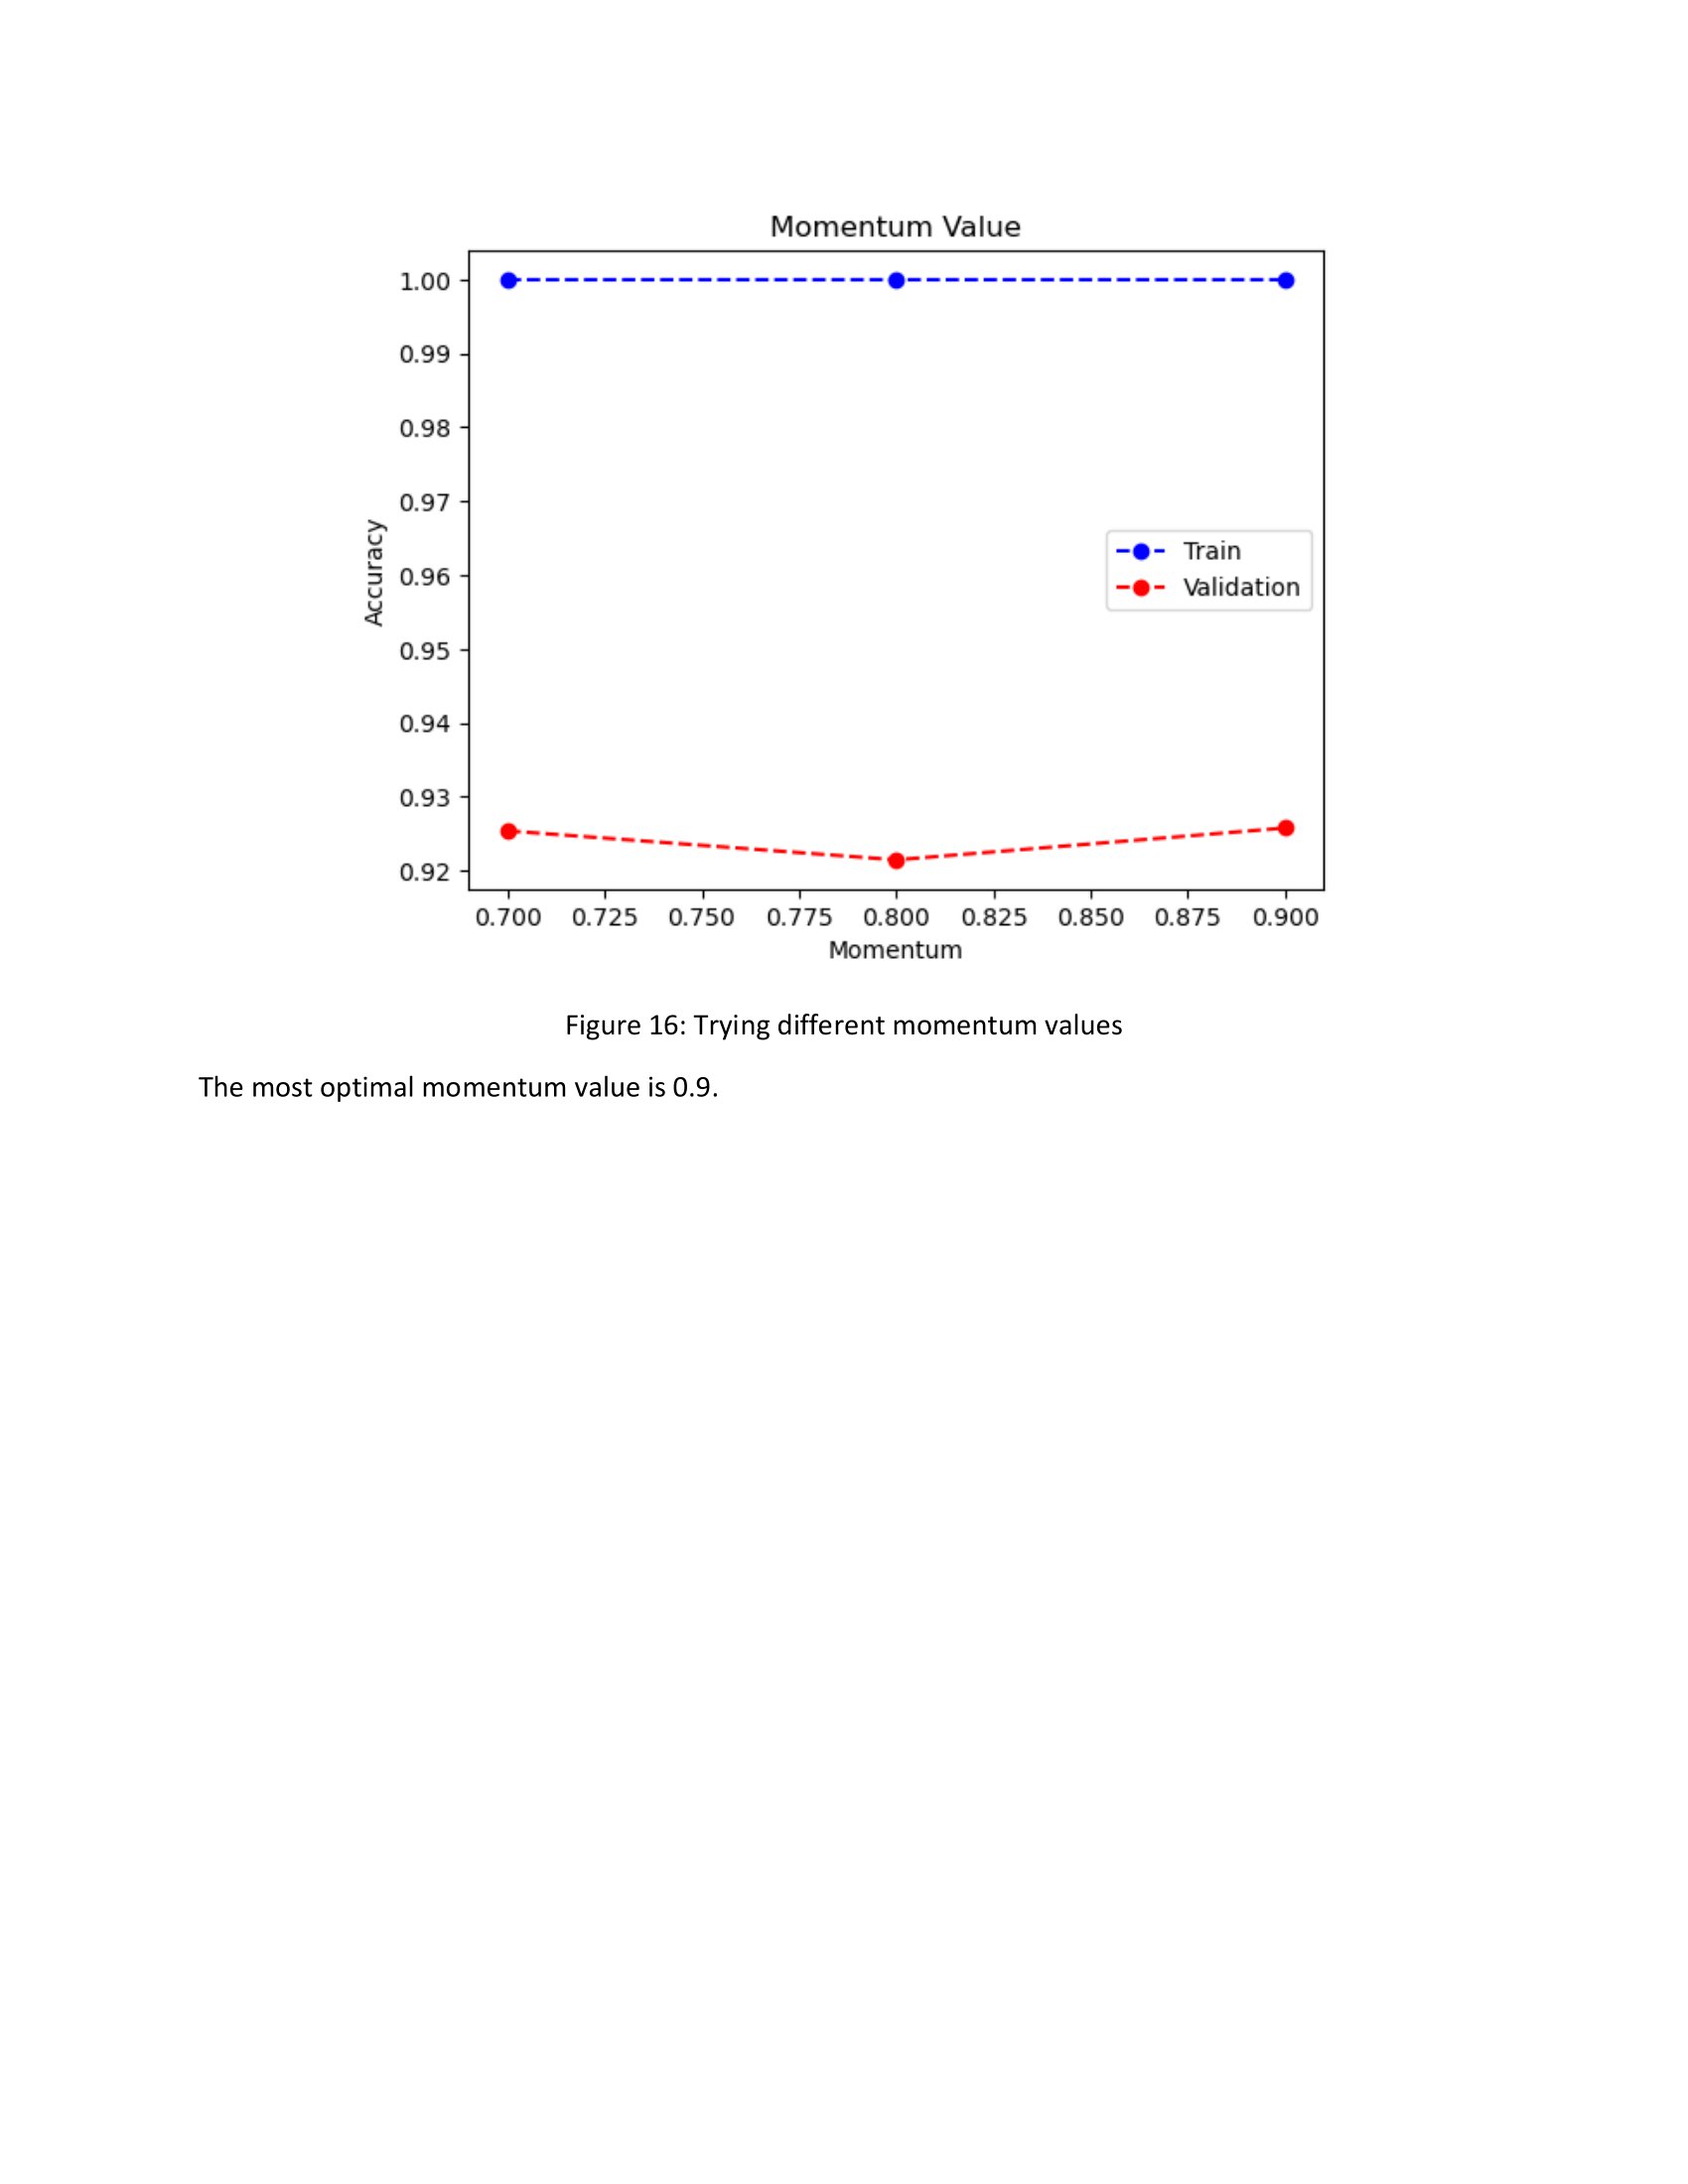 Momentum Value
1.00
0.99
0.98
0.97
0.96
0.95
0.94
0.93
0.92
Accuracy
Train
Validation
0.700 0.725 0.750 0.775 0.800 0.825 0.850 0.875 0.900
Momentum
Figure 16: Trying different momentum values
The most optimal momentum value is 0.9.